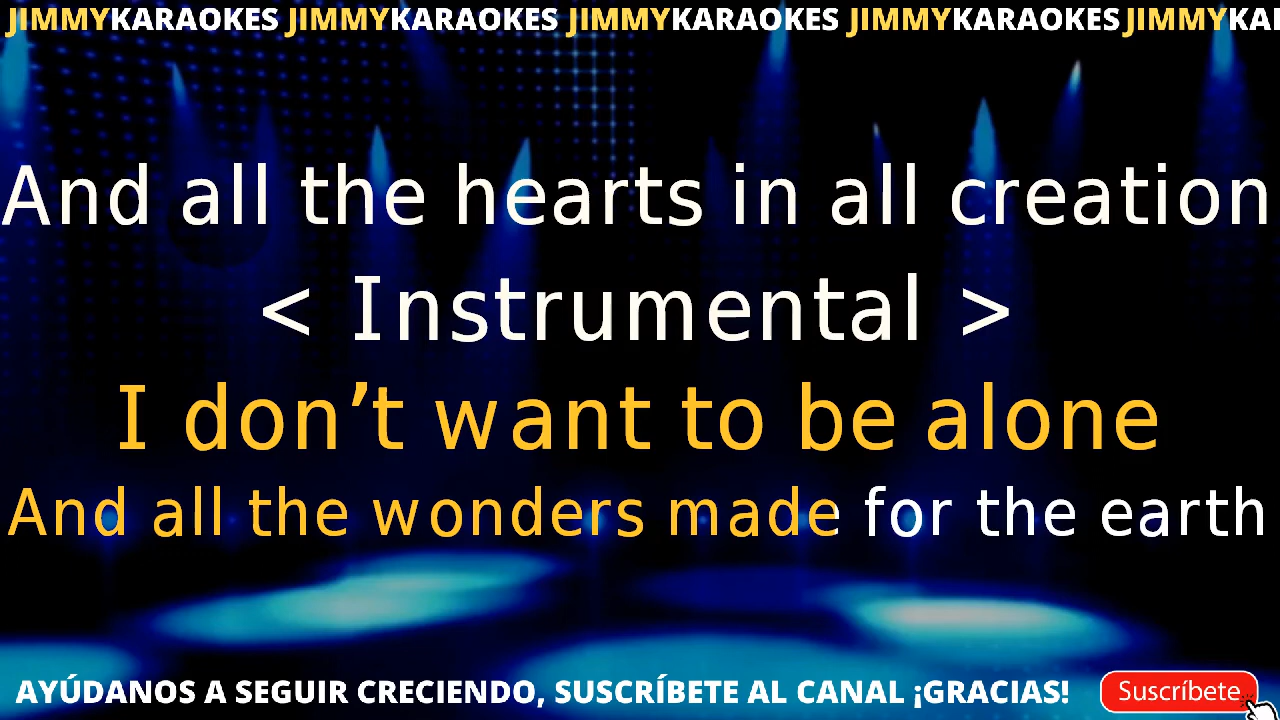 JIMMYKARAOKES JIMMYKARAOKES JIMMYKARAOKES JIMMYKARAOKES JIMMYKA
And all the hearts in all creation
< Instrumental >
I don’t want to be alone
And all the wonders made for the earth
AYÚDANOS A SEGUIR CRECIENDO, SUSCRÍBETE AL CANAL ¡GRACIAS! Suscríbete